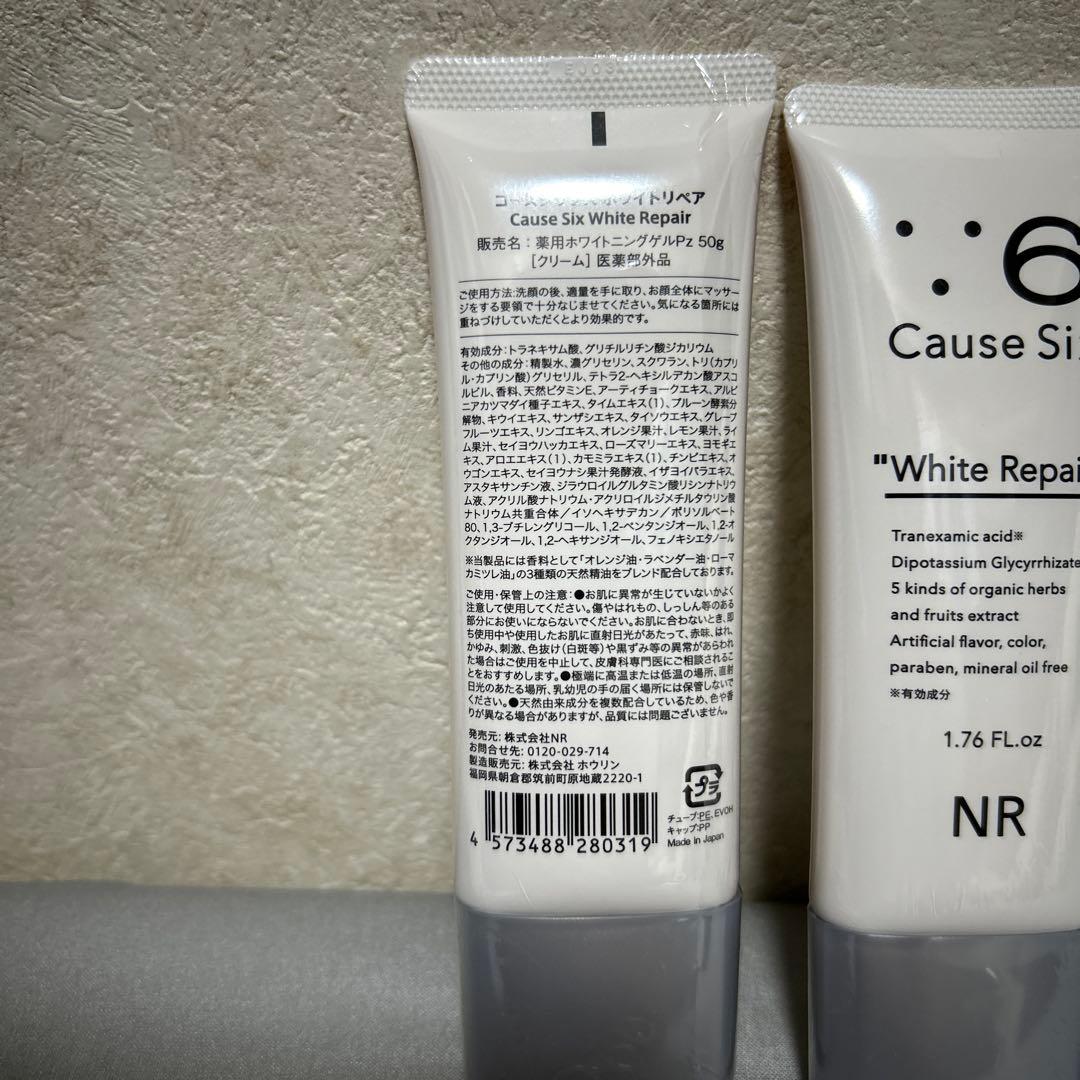 コーズシックス ホワイトリペア
Cause Six White Repair
販売名：薬用ホワイトニングゲルPz 50g
［クリーム］医薬部外品
ご使用方法:洗顔の後、適量を手に取り、お顔全体にマッサー
ジをする要領で十分なじませてください。気になる箇所には
重ねづけしていただくとより効果的です。
有効成分：トラネキサム酸、グリチルリチン酸ジカリウム
その他の成分：精製水、濃グリセリン、スクワラン、トリ（カプリ
ル・カプリン酸）グリセリル、テトラ2-ヘキシルデカン酸アスコ
ルビル、香料、天然ビタミンE、アーティチョークエキス、アルピ
ニアカツマダイ種子エキス、タイムエキス（1）、プルーン酵素分
解物、キウイエキス、サンザシエキス、タイソウエキス、グレープ
フルーツエキス、リンゴエキス、オレンジ果汁、レモン果汁、ライ
ム果汁、セイヨウハッカエキス、ローズマリーエキス、ヨモギエ
キス、アロエエキス（1）、カモミラエキス（1）、チンピエキス、オ
ウゴンエキス、セイヨウナシ果汁発酵液、イザヨイバラエキス、
アスタキサンチン液、ジラウロイルグルタミン酸リシンナトリウ
ム液、アクリル酸ナトリウム・アクリロイルジメチルタウリン酸
ナトリウム共重合体／イソヘキサデカン／ポリソルベート
80、1,3-ブチレングリコール、1,2-ペンタンジオール、1,2-オ
クタンジオール、1,2-ヘキサンジオール、フェノキシエタノール
※当製品には香料として「オレンジ油・ラベンダー油・ローマ
カミツレ油」の3種類の天然精油をブレンド配合しております。
ご使用・保管上の注意：●お肌に異常が生じていないかよく
注意して使用してください。傷やはれもの、しっしん等のある
部分にお使いにならないでください。お肌に合わないとき、即
ち使用中や使用したお肌に直射日光があたって、赤味、はれ、
かゆみ、刺激、色抜け（白斑等）や黒ずみ等の異常があらわれ
た場合はご使用を中止して、皮膚科専門医にご相談されるこ
とをおすすめします。●極端に高温または低温の場所、直射
日光のあたる場所、乳幼児の手の届く場所には保管しないで
ください。●天然由来成分を複数配合しているため、色や香
りが異なる場合がありますが、品質には問題ございません。
発売元：株式会社NR
お問合せ先：0120-029-714
製造販売元：株式会社 ホウリン
福岡県朝倉郡筑前町原地蔵2220-1
プラ
チューブ:PE、EVOH
キャップ:PP
Made in Japan
4 573488 280319
6
Cause Six
"White Repai
Tranexamic acid※
Dipotassium Glycyrrhizate
5 kinds of organic herbs
and fruits extract
Artificial flavor, color,
paraben, mineral oil free
※有効成分
1.76 FL.oz
NR